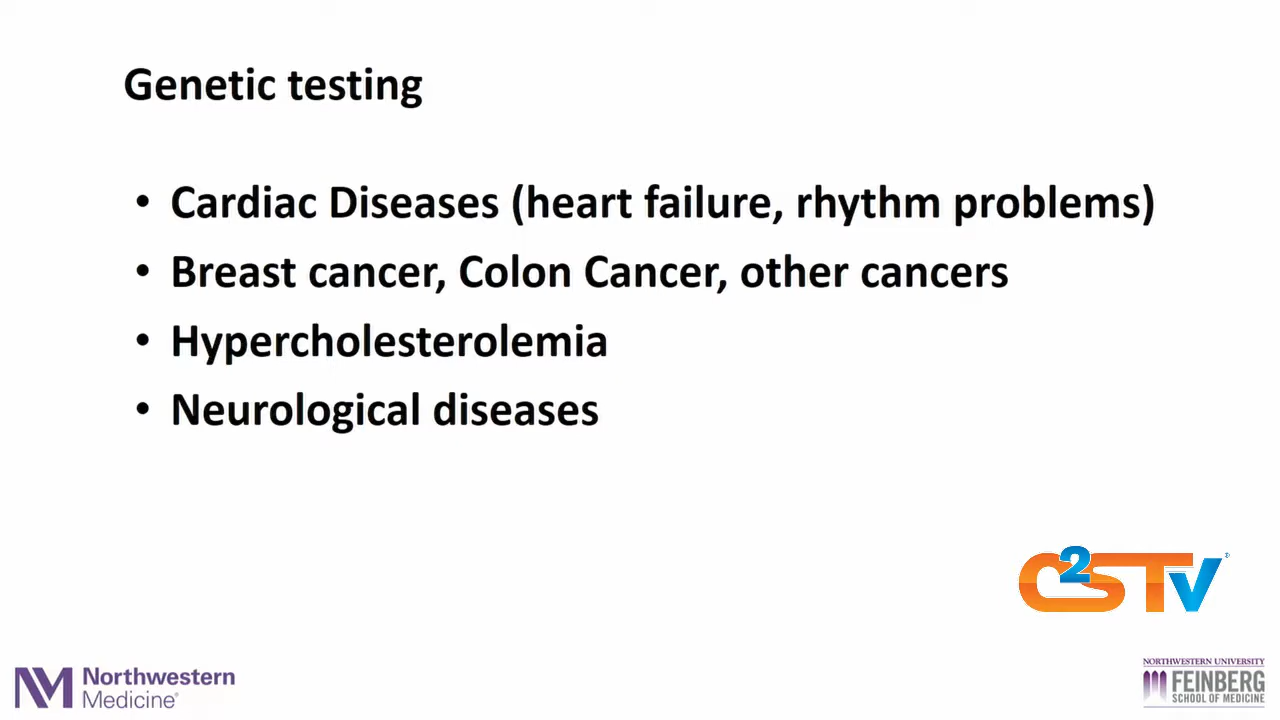 Genetic testing
• Cardiac Diseases (heart failure, rhythm problems)
• Breast cancer, Colon Cancer, other cancers
• Hypercholesterolemia
• Neurological diseases
C2STV®
Northwestern
Medicine®
NORTHWESTERN UNIVERSITY
FEINBERG
SCHOOL OF MEDICINE